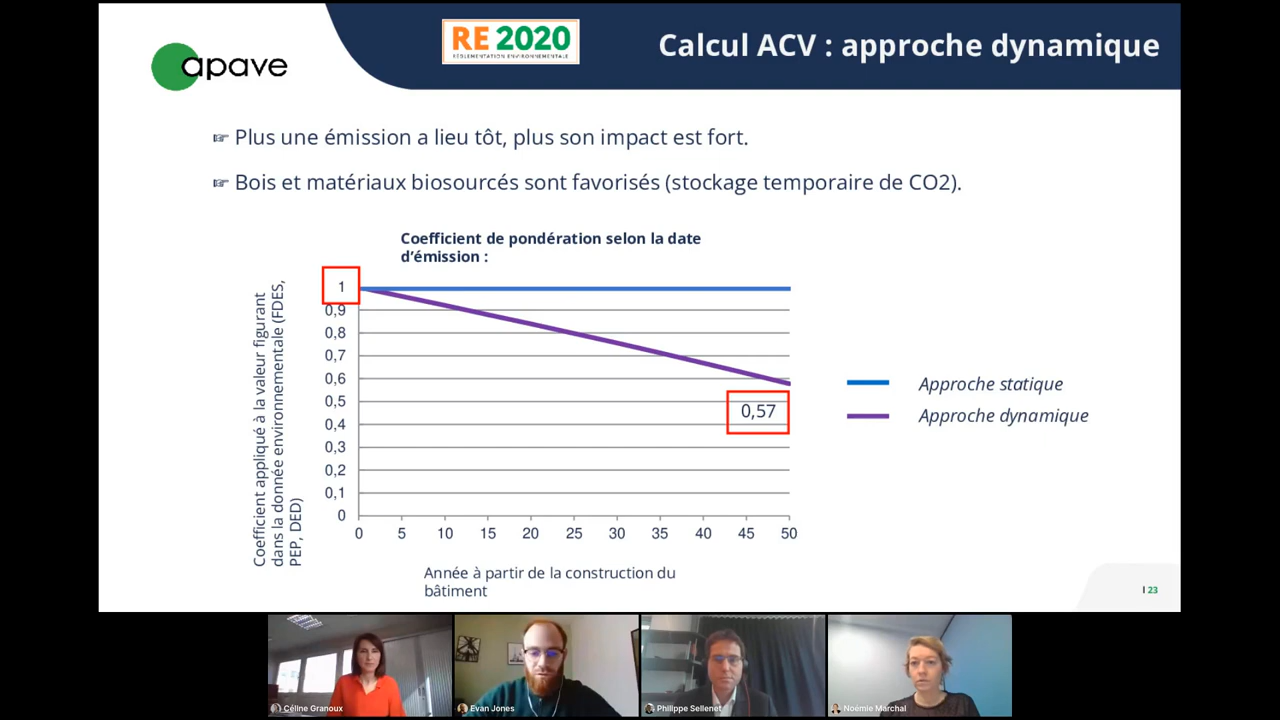 apave
RE 2020
RÉGLEMENTATION ENVIRONNEMENTALE
Calcul ACV : approche dynamique
☞ Plus une émission a lieu tôt, plus son impact est fort.
☞ Bois et matériaux biosourcés sont favorisés (stockage temporaire de CO2).
Coefficient de pondération selon la date
d’émission :
Coefficient appliqué à la valeur figurant
dans la donnée environnementale (FDES,
PEP, DED)
1
0,9
0,8
0,7
0,6
0,5
0,4
0,3
0,2
0,1
0
0,57
0 5 10 15 20 25 30 35 40 45 50
Année à partir de la construction du
bâtiment
Approche statique
Approche dynamique
I 23
Céline Granoux
Evan Jones
Philippe Sellenet
Noémie Marchal